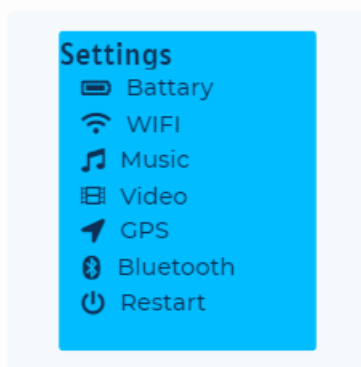 Settings
Battary
WIFI
Music
Video
GPS
Bluetooth
Restart